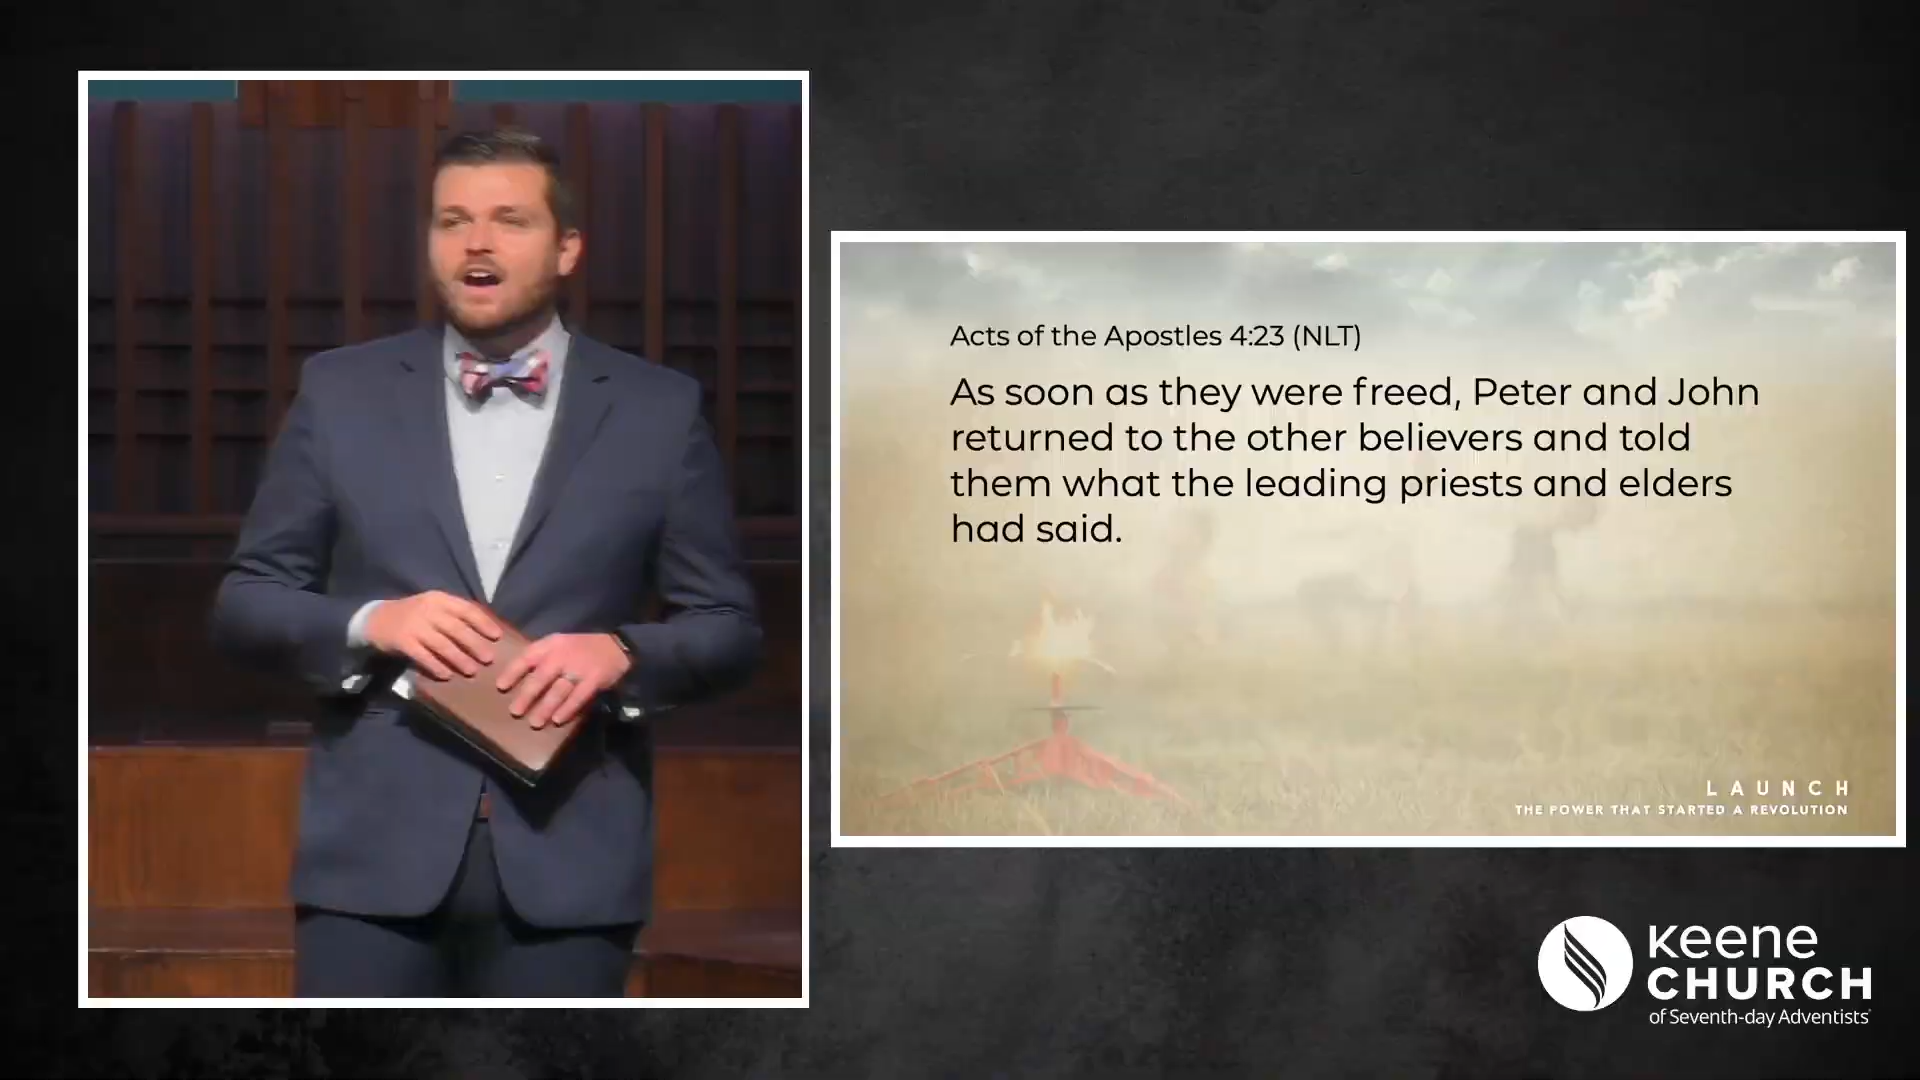 Acts of the Apostles 4:23 (NLT)
As soon as they were freed, Peter and John
returned to the other believers and told
them what the leading priests and elders
had said.
LAUNCH
THE POWER THAT STARTED A REVOLUTION
Keene
CHURCH
of Seventh-day Adventists